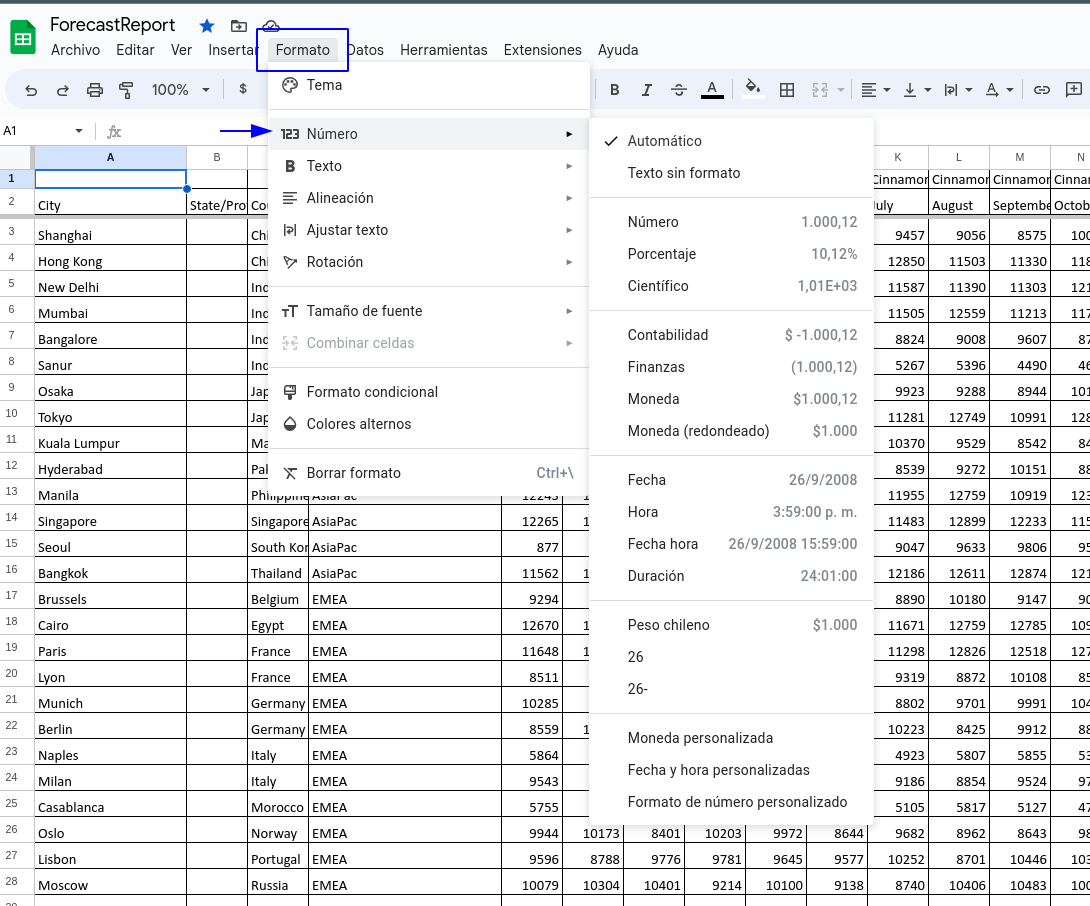 ForecastReport
Archivo Editar Ver Insertar Formato Datos Herramientas Extensiones Ayuda
100% $ B I S A
A1 fx
Tema
123 Número
B Texto
Alineación
Ajustar texto
Rotación
Tamaño de fuente
Combinar celdas
Formato condicional
Colores alternos
Borrar formato Ctrl+\
Automático
Texto sin formato
Número 1.000,12
Porcentaje 10,12%
Científico 1,01E+03
Contabilidad $ -1.000,12
Finanzas (1.000,12)
Moneda $1.000,12
Moneda (redondeado) $1.000
Fecha 26/9/2008
Hora 3:59:00 p. m.
Fecha hora 26/9/2008 15:59:00
Duración 24:01:00
Peso chileno $1.000
26
26-
Moneda personalizada
Fecha y hora personalizadas
Formato de número personalizado
A B K L M N
1 Cinnamor Cinnamor Cinnamor Cinnar
2 City State/Pro Cou uly August Septembe Octob
3 Shanghai Chi 9457 9056 8575 100
4 Hong Kong Chi 12850 11503 11330 118
5 New Delhi Ind 11587 11390 11303 121
6 Mumbai Ind 11505 12559 11213 117
7 Bangalore Ind 8824 9008 9607 87
8 Sanur Ind 5267 5396 4490 46
9 Osaka Jap 9923 9288 8944 101
10 Tokyo Jap 11281 12749 10991 128
11 Kuala Lumpur Ma 10370 9529 8542 84
12 Hyderabad Pak 8539 9272 10151 88
13 Manila Philippine AsiaPac 12243 11955 12759 10919 123
14 Singapore Singapore AsiaPac 12265 1 11483 12899 12233 115
15 Seoul South Kor AsiaPac 877 9047 9633 9806 95
16 Bangkok Thailand AsiaPac 11562 1 12186 12611 12874 121
17 Brussels Belgium EMEA 9294 8890 10180 9147 90
18 Cairo Egypt EMEA 12670 1 11671 12759 12785 109
19 Paris France EMEA 11648 1 11298 12826 12518 127
20 Lyon France EMEA 8511 9319 8872 10108 85
21 Munich Germany EMEA 10285 8802 9701 9991 104
22 Berlin Germany EMEA 8559 1 10223 8425 9912 88
23 Naples Italy EMEA 5864 4923 5807 5855 53
24 Milan Italy EMEA 9543 9186 8854 9524 97
25 Casablanca Morocco EMEA 5755 5105 5817 5127 47
26 Oslo Norway EMEA 9944 10173 8401 10203 9972 8644 9682 8962 8643 98
27 Lisbon Portugal EMEA 9596 8788 9776 9781 9645 9577 10252 8701 10446 103
28 Moscow Russia EMEA 10079 10304 10401 9214 10100 9138 8740 10406 10483 100